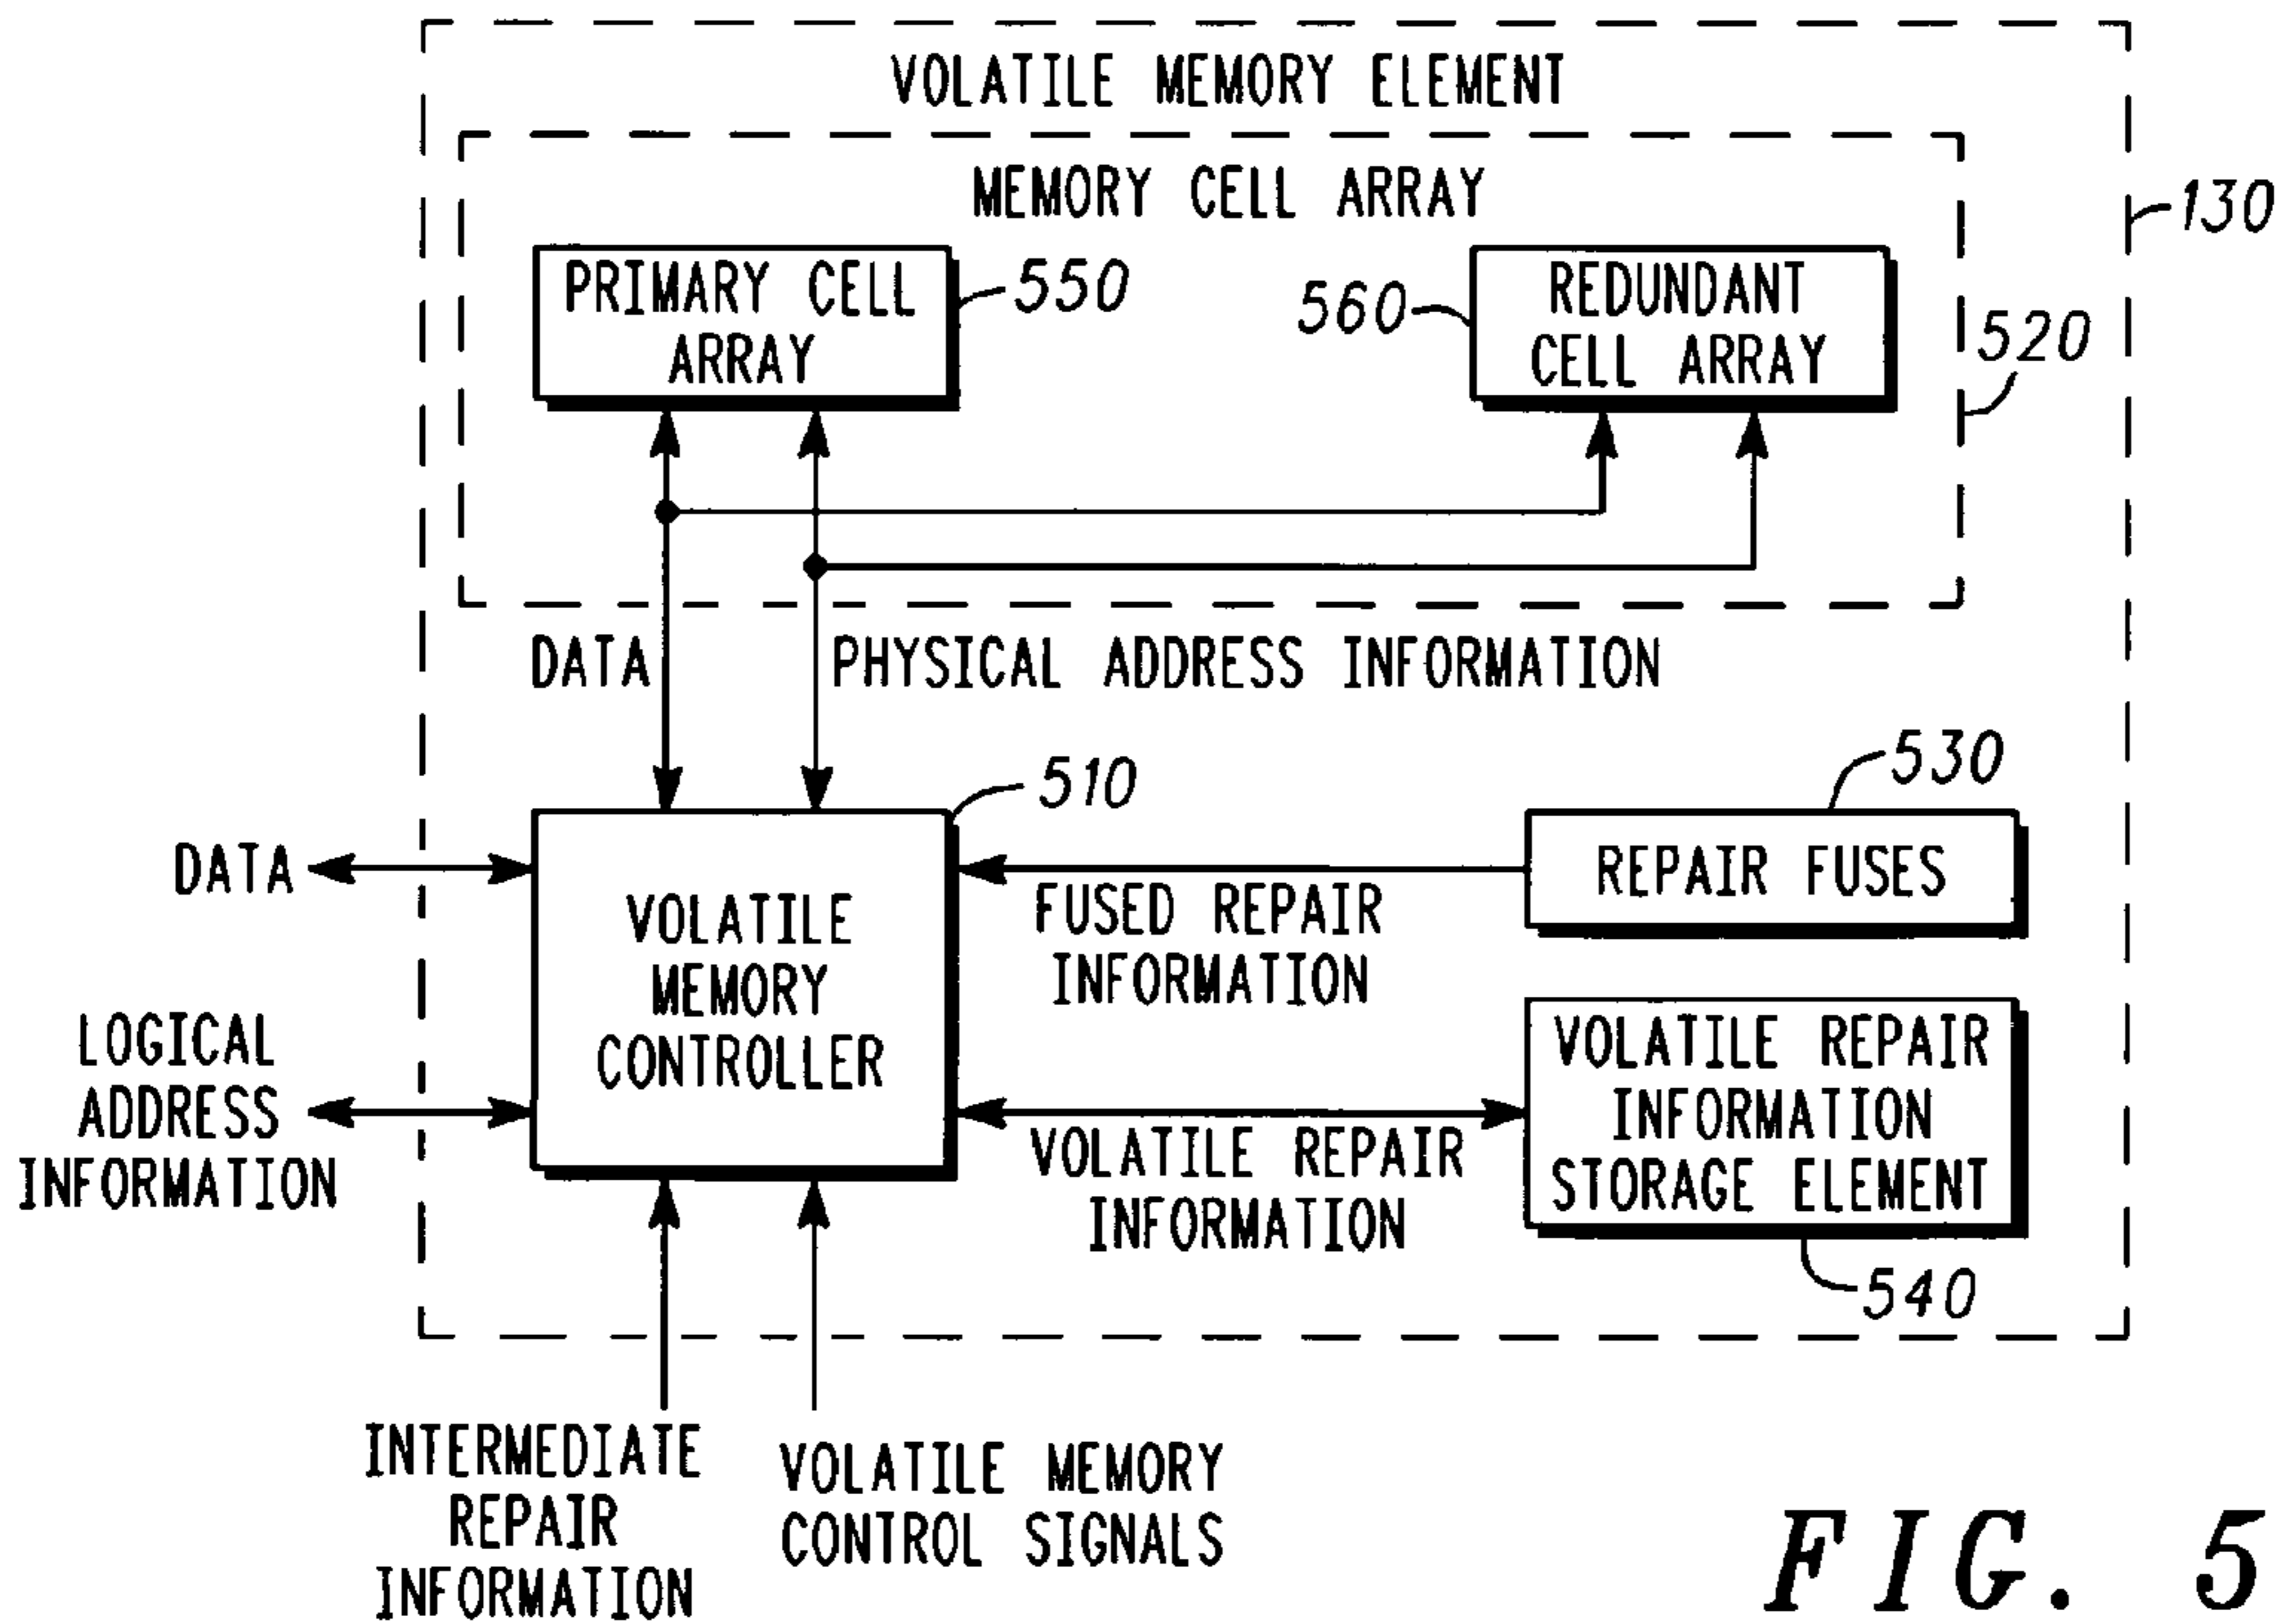 VOLATILE MEMORY ELEMENT
MEMORY CELL ARRAY
130
PRIMARY CELL
ARRAY
550
560
REDUNDANT
CELL ARRAY
520
DATA
PHYSICAL ADDRESS INFORMATION
510
530
DATA
VOLATILE
MEMORY
CONTROLLER
FUSED REPAIR
INFORMATION
REPAIR FUSES
LOGICAL
ADDRESS
INFORMATION
VOLATILE REPAIR
INFORMATION
VOLATILE REPAIR
INFORMATION
STORAGE ELEMENT
540
INTERMEDIATE
REPAIR
INFORMATION
VOLATILE MEMORY
CONTROL SIGNALS
FIG. 5